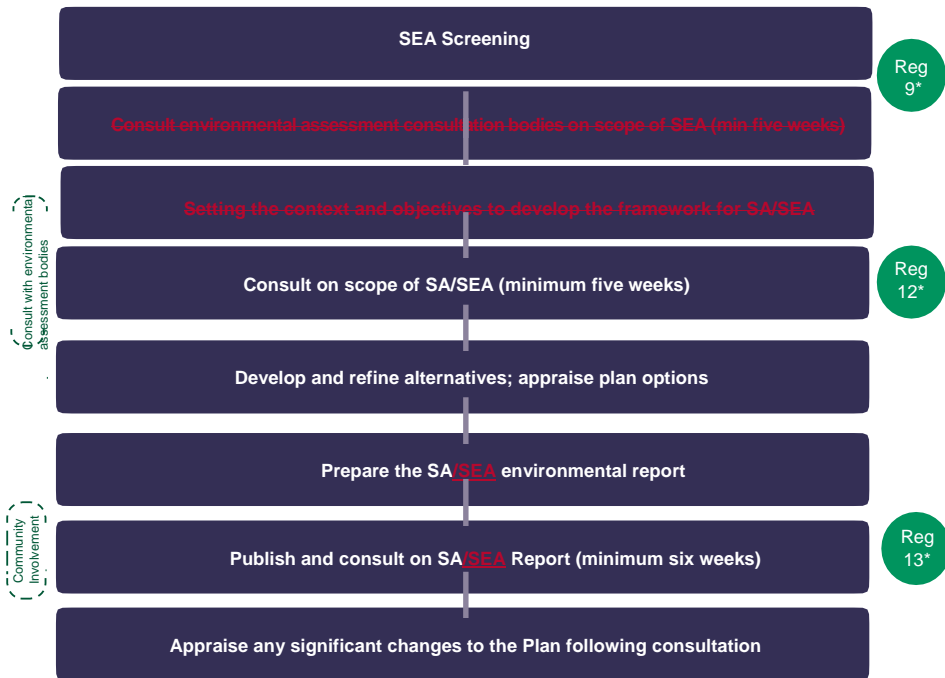 SEA Screening
Reg
9*
Consult environmental assessment consultation bodies on scope of SEA (min five weeks)
Setting the context and objectives to develop the framework for SA/SEA
Consult with environmental
assessment bodies
Consult on scope of SA/SEA (minimum five weeks)
Reg
12*
Develop and refine alternatives; appraise plan options
Prepare the SA/SEA environmental report
Community
Involvement
Publish and consult on SA/SEA Report (minimum six weeks)
Reg
13*
Appraise any significant changes to the Plan following consultation